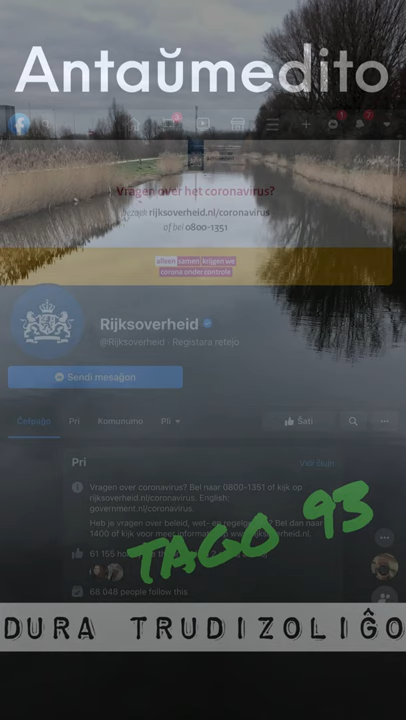 Antaŭmedito
3
1
7
Vragen over het coronavirus?
Bezoek rijksoverheid.nl/coronavirus
of bel 0800-1351
alleen samen krijgen we
corona onder controle
Rijksoverheid
@Rijksoverheid · Registara retejo
Sendi mesaĝon
Ĉefpaĝo Pri Komunumo Pli
Ŝati
Pri
Vragen over coronavirus? Bel naar 0800-1351 of kijk op
rijksoverheid.nl/coronavirus. English:
government.nl/coronavirus.
Heb je vragen over beleid, wet- en regelgeving? Bel dan naar
1400 of kijk voor meer informatie op www.rijksoverheid.nl.
TAGO 93
61 155
68 048 people follow this
DURA TRUDIZOLIĜO